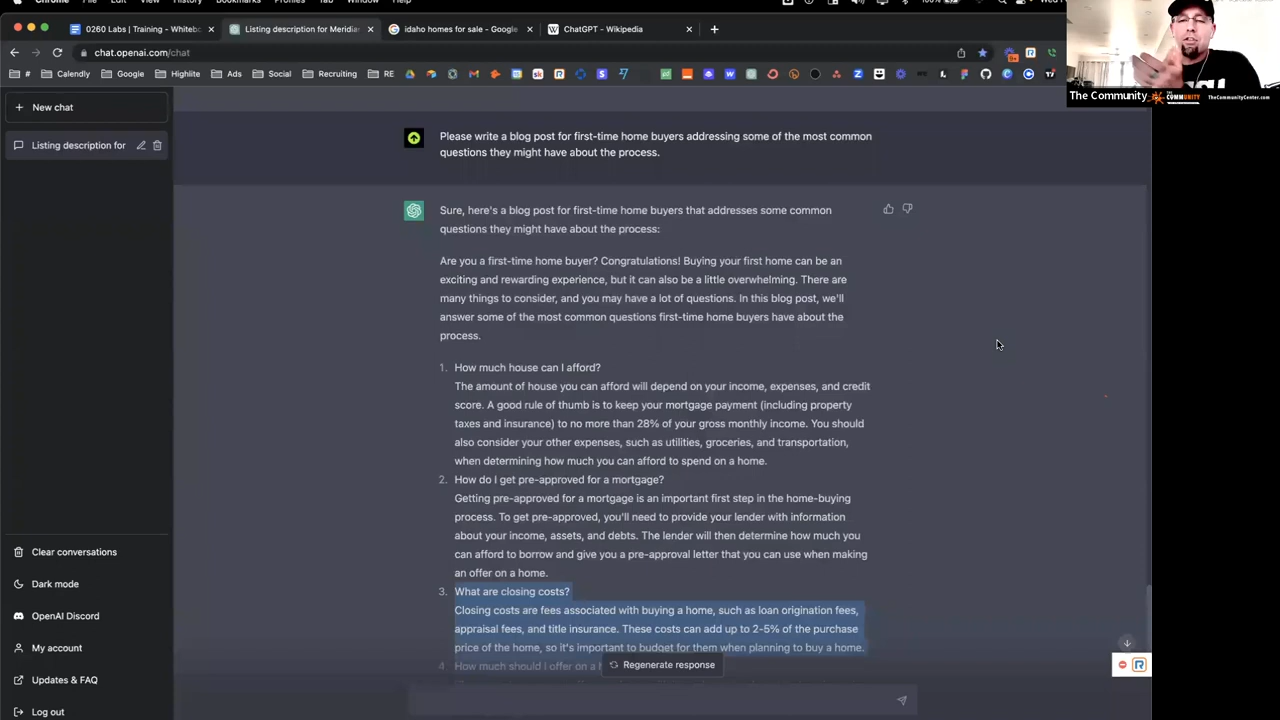 Chrome File Edit View History Bookmarks Profiles Tab Window Help
0260 Labs | Training - Whiteb
Listing description for Meridia
idaho homes for sale - Google
ChatGPT - Wikipedia
chat.openai.com/chat
#
Calendly
Google
Highlite
Ads
Social
Recruiting
RE
The Community
THE COMMUNITY
TheCommunityCenter.com
New chat
Listing description for
Please write a blog post for first-time home buyers addressing some of the most common
questions they might have about the process.
Sure, here's a blog post for first-time home buyers that addresses some common
questions they might have about the process:
Are you a first-time home buyer? Congratulations! Buying your first home can be an
exciting and rewarding experience, but it can also be a little overwhelming. There are
many things to consider, and you may have a lot of questions. In this blog post, we'll
answer some of the most common questions first-time home buyers have about the
process.
1. How much house can I afford?
The amount of house you can afford will depend on your income, expenses, and credit
score. A good rule of thumb is to keep your mortgage payment (including property
taxes and insurance) to no more than 28% of your gross monthly income. You should
also consider your other expenses, such as utilities, groceries, and transportation,
when determining how much you can afford to spend on a home.
2. How do I get pre-approved for a mortgage?
Getting pre-approved for a mortgage is an important first step in the home-buying
process. To get pre-approved, you'll need to provide your lender with information
about your income, assets, and debts. The lender will then determine how much you
can afford to borrow and give you a pre-approval letter that you can use when making
an offer on a home.
3. What are closing costs?
Closing costs are fees associated with buying a home, such as loan origination fees,
appraisal fees, and title insurance. These costs can add up to 2-5% of the purchase
price of the home, so it's important to budget for them when planning to buy a home.
4. How much should I offer on a h
Regenerate response
Clear conversations
Dark mode
OpenAI Discord
My account
Updates & FAQ
Log out